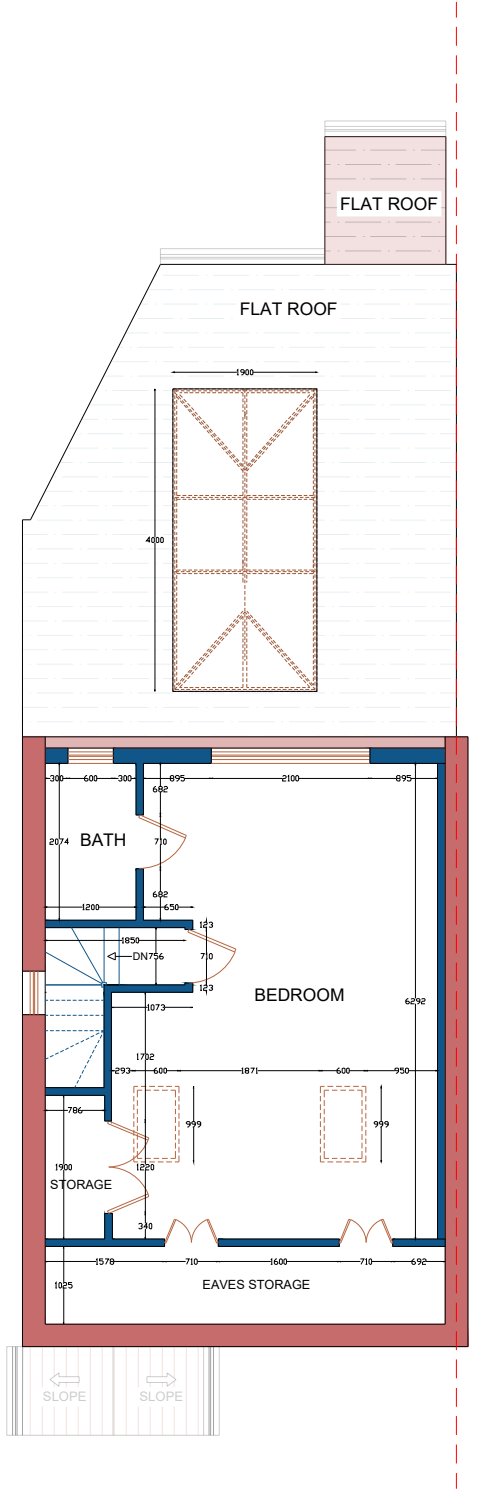 FLAT ROOF
FLAT ROOF
1900
4000
300 600 300 895 2100 895
682
2074 BATH 710
682
1200 650
123
1850
DN 756 710
123
BEDROOM
6292
1073
1702
293 600 1871 600 950
786
999 999
1900 1220
STORAGE
340
1578 710 1600 710 692
1025 EAVES STORAGE
SLOPE SLOPE